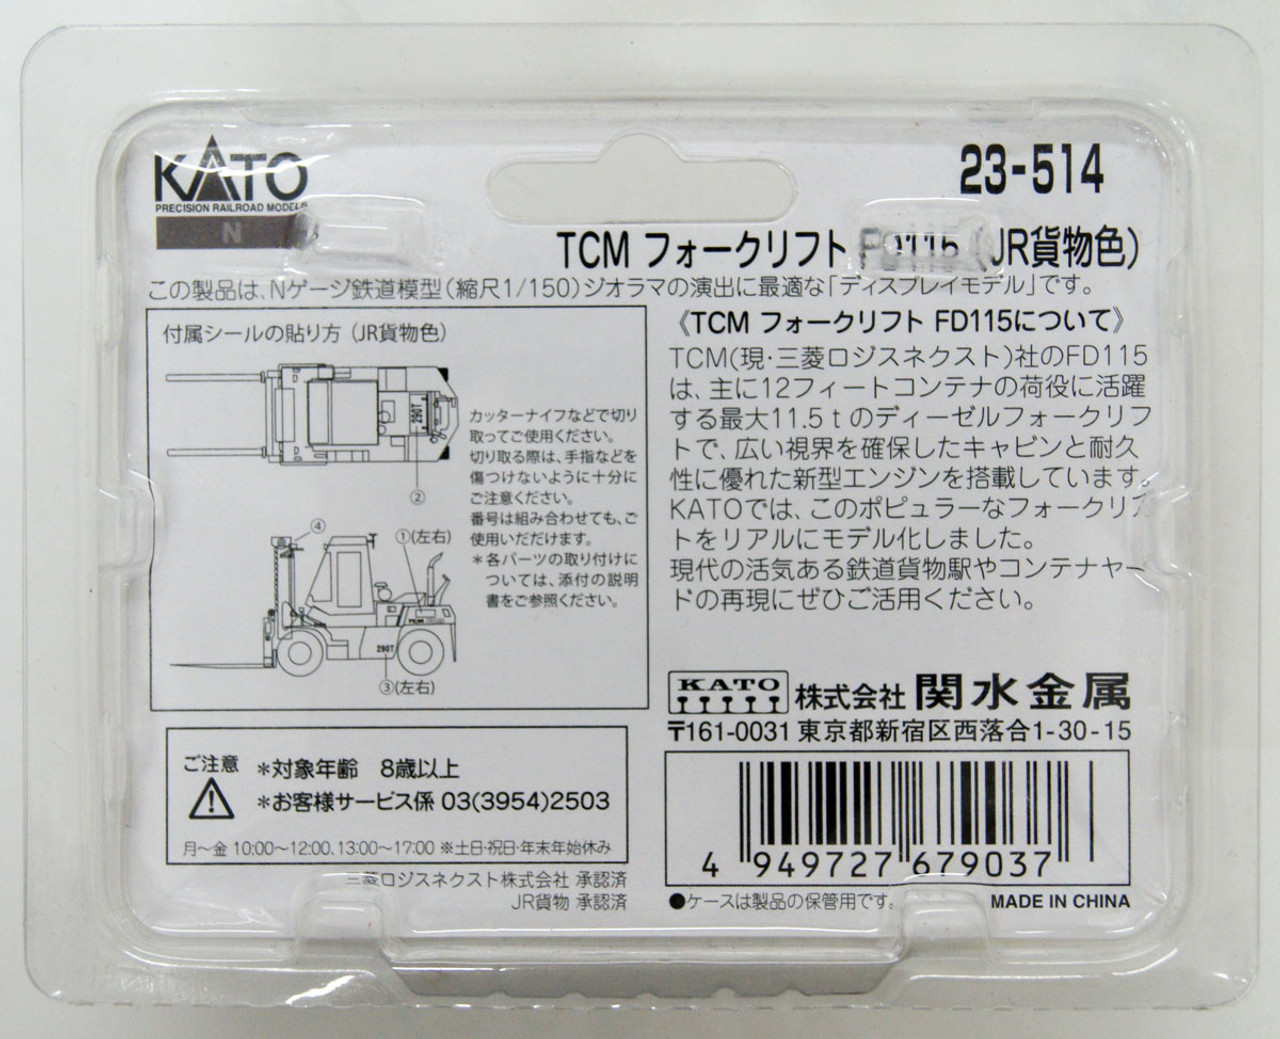 KATO
PRECISION RAILROAD MODELS
N
23-514
TCM フォークリフト FD115 (JR貨物色)
この製品は、Nゲージ鉄道模型(縮尺1/150)ジオラマの演出に最適な「ディスプレイモデル」です。
付属シールの貼り方(JR貨物色)
290T
②
カッターナイフなどで切り
取ってご使用ください。
切り取る際は、手指などを
傷つけないように十分に
ご注意ください。
番号は組み合わせても、ご
使用いだだけます。
*各パーツの取り付けに
ついては、添付の説明
書をご参照ください。
④
①(左右)
TCM
290T
③(左右)
《TCM フォークリフト FD115について》
TCM(現・三菱ロジスネクスト)社のFD115
は、主に12フィートコンテナの荷役に活躍
する最大11.5tのディーゼルフォークリフ
トで、広い視界を確保したキャビンと耐久
性に優れた新型エンジンを搭載しています。
KATOでは、このポピュラーなフォークリフ
トをリアルにモデル化しました。
現代の活気ある鉄道貨物駅やコンテナヤー
ドの再現にぜひご活用ください。
KATO 株式会社 関水金属
〒161-0031 東京都新宿区西落合1-30-15
ご注意
*対象年齢 8歳以上
*お客様サービス係 03(3954)2503
月〜金 10:00〜12:00、13:00〜17:00 ※土日・祝日・年末年始休み
三菱ロジスネクスト株式会社 承認済
JR貨物 承認済
4 949727 679037
●ケースは製品の保管用です。
MADE IN CHINA